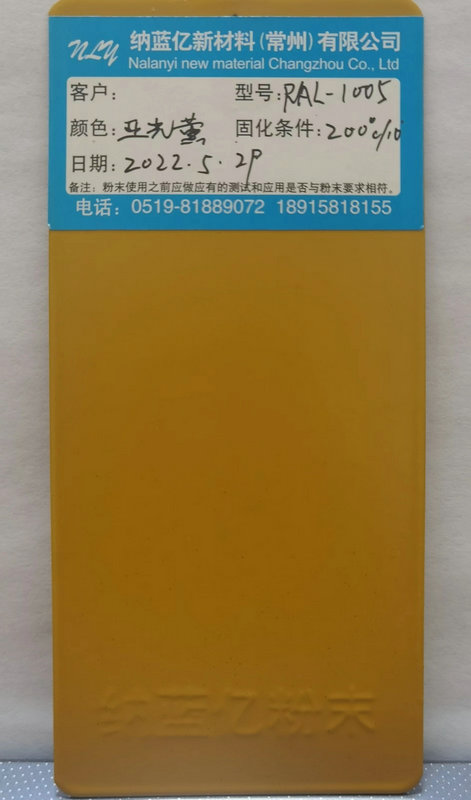 NLY 纳蓝亿新材料(常州)有限公司
Nalanyi new material Changzhou Co., Ltd
客户: 型号: RAL-1005
颜色: 亚光/黄 固化条件: 200℃/10
日期: 2022.5.29
备注: 粉末使用之前应做应有的测试和应用是否与粉末要求相符。
电话: 0519-81889072 18915818155
纳蓝亿粉末